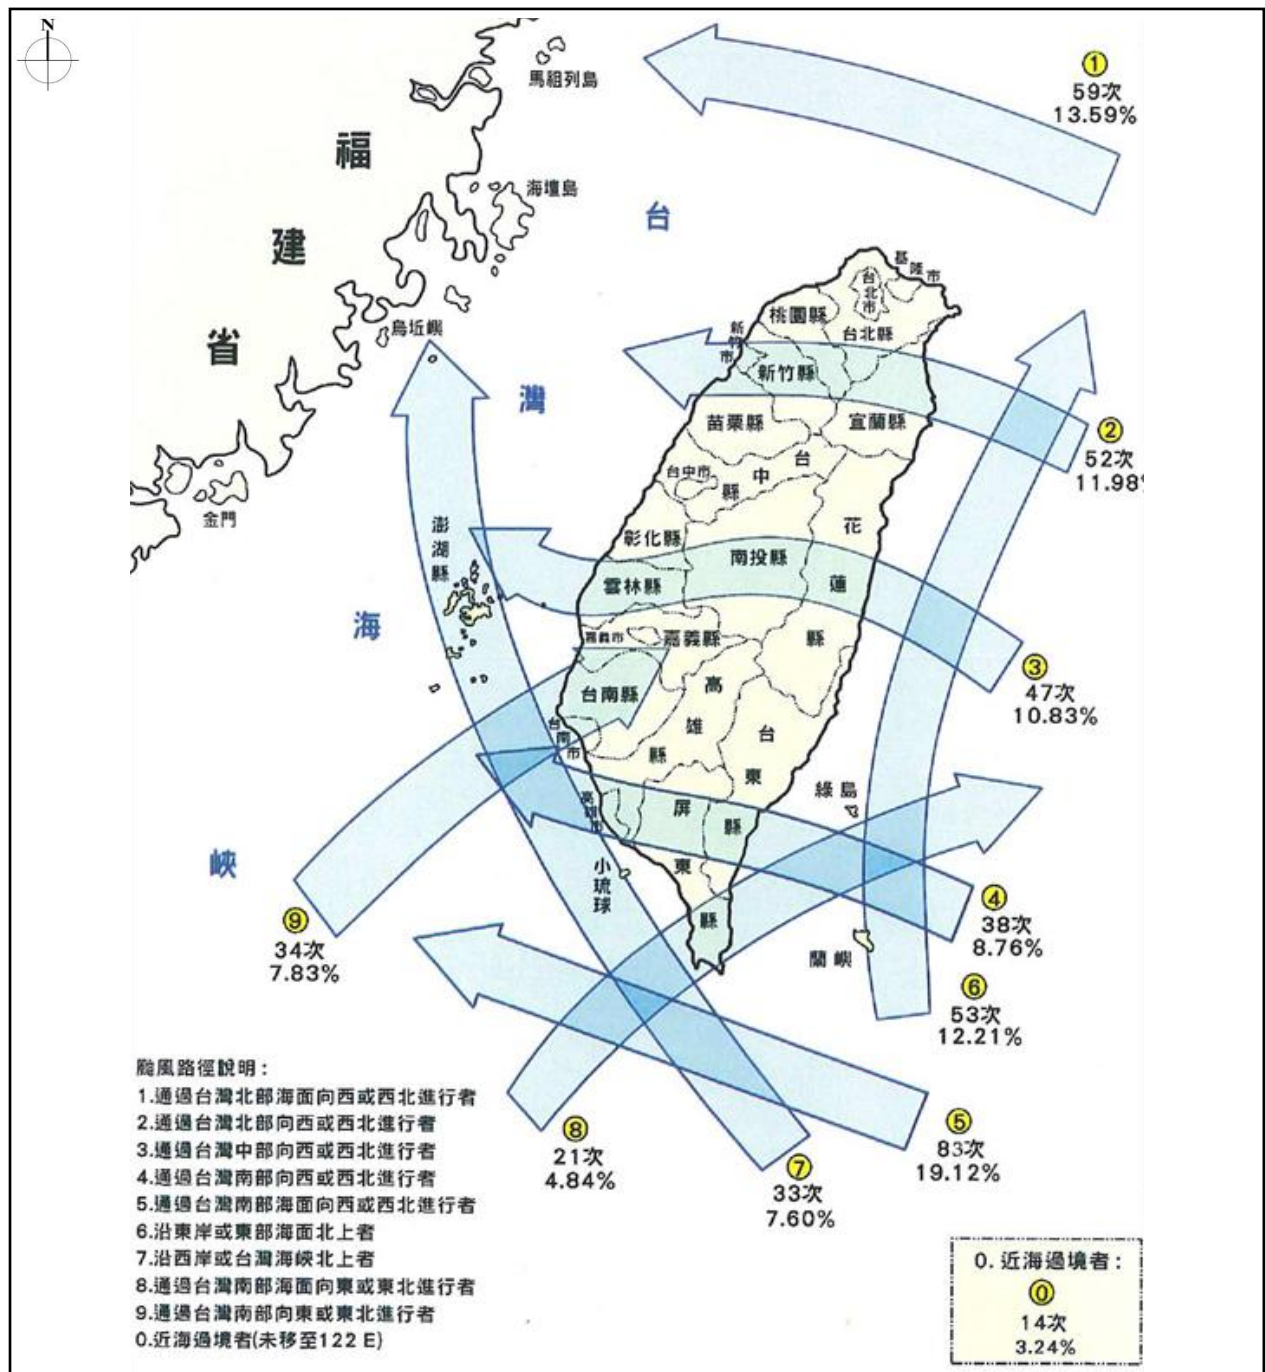 N
馬祖列島
①
59次
13.59%
福
建
省
海壇島
台
灣
海
峽
烏坵嶼
金門
基隆市
台北市
桃園縣
台北縣
新竹市
新竹縣
苗栗縣
宜蘭縣
②
52次
11.98%
台中市
台
中
縣
花
蓮
縣
澎湖縣
彰化縣
南投縣
雲林縣
嘉義市
嘉義縣
③
47次
10.83%
台南縣
高
雄
縣
台
東
縣
台南市
綠島
高雄市
屏
東
縣
小琉球
④
38次
8.76%
⑨
34次
7.83%
蘭嶼
⑥
53次
12.21%
⑤
83次
19.12%
⑧
21次
4.84%
⑦
33次
7.60%
颱風路徑說明:
1.通過台灣北部海面向西或西北進行者
2.通過台灣北部向西或西北進行者
3.通過台灣中部向西或西北進行者
4.通過台灣南部向西或西北進行者
5.通過台灣南部海面向西或西北進行者
6.沿東岸或東部海面北上者
7.沿西岸或台灣海峽北上者
8.通過台灣南部海面向東或東北進行者
9.通過台灣南部向東或東北進行者
0.近海過境者(未移至122 E)
0. 近海過境者:
⓪
14次
3.24%